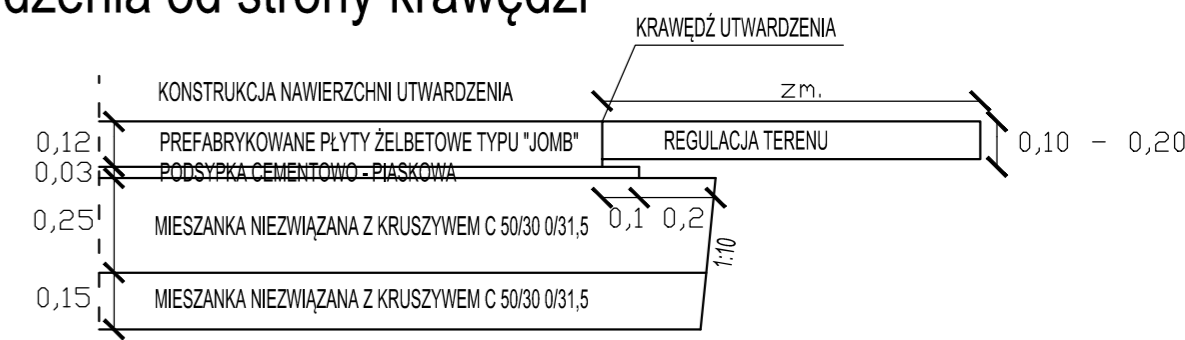 od strony krawędzi
KRAWĘDŹ UTWARDZENIA
KONSTRUKCJA NAWIERZCHNI UTWARDZENIA
zm.
0,12
PREFABRYKOWANE PŁYTY ŻELBETOWE TYPU "JOMB"
REGULACJA TERENU
0,10 - 0,20
0,03
PODSYPKA CEMENTOWO - PIASKOWA
0,25
MIESZANKA NIEZWIĄZANA Z KRUSZYWEM C 50/30 0/31,5
0,1 0,2
1:10
0,15
MIESZANKA NIEZWIĄZANA Z KRUSZYWEM C 50/30 0/31,5